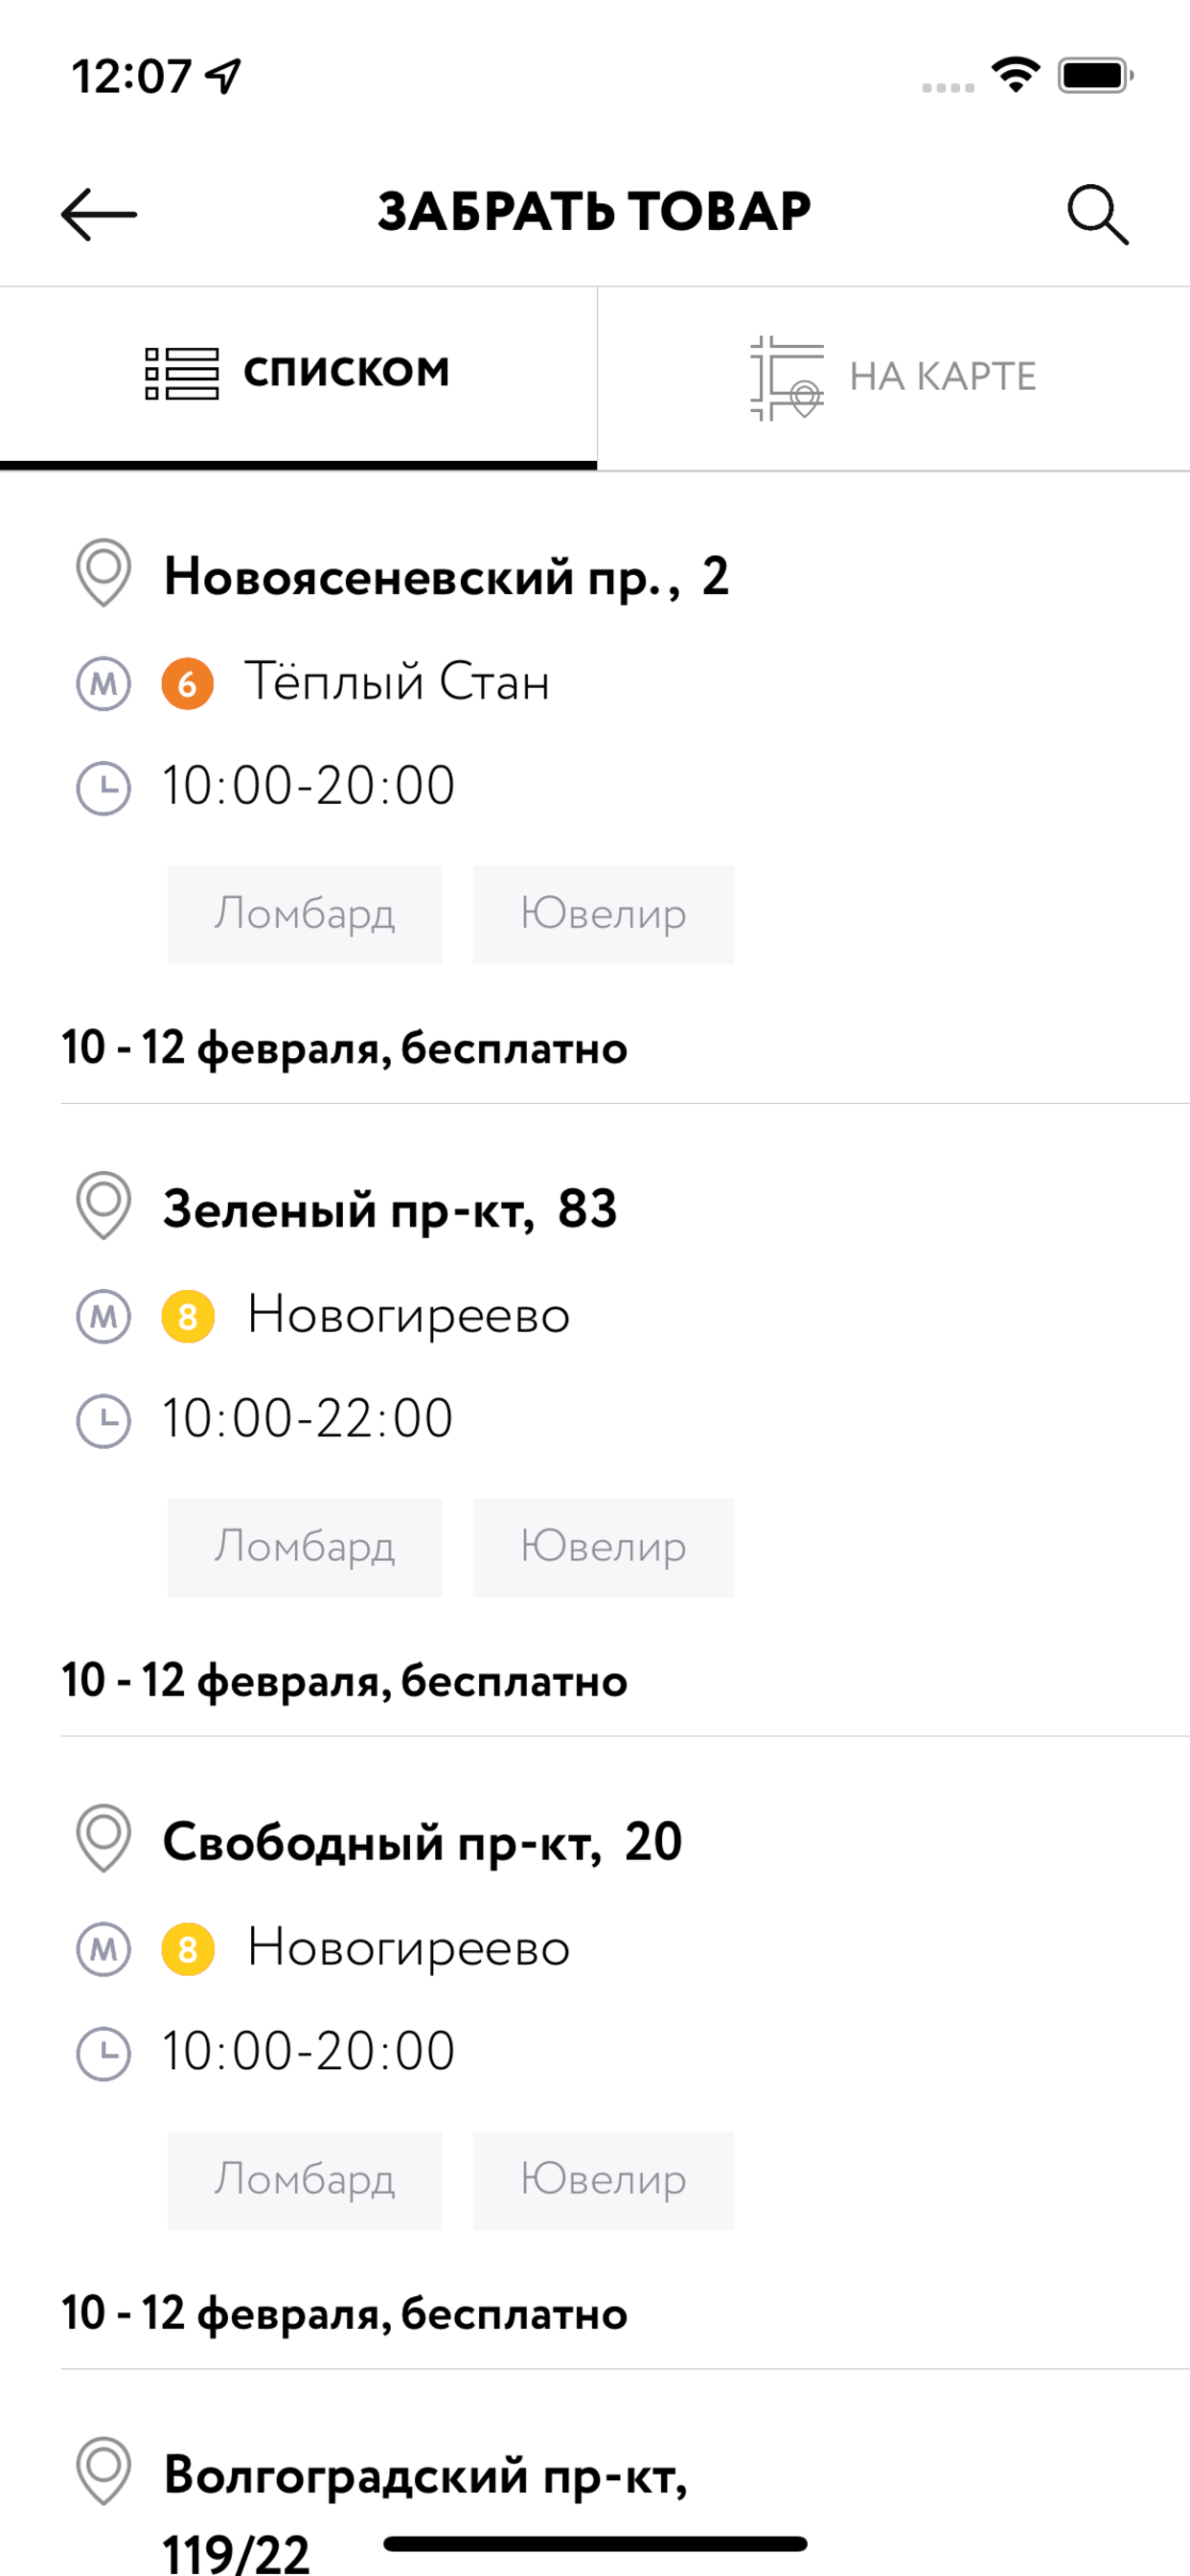 12:07
ЗАБРАТЬ ТОВАР
СПИСКОМ
НА КАРТЕ
Новоясеневский пр., 2
М 6 Тёплый Стан
10:00-20:00
Ломбард Ювелир
10 - 12 февраля, бесплатно
Зеленый пр-кт, 83
М 8 Новогиреево
10:00-22:00
Ломбард Ювелир
10 - 12 февраля, бесплатно
Свободный пр-кт, 20
М 8 Новогиреево
10:00-20:00
Ломбард Ювелир
10 - 12 февраля, бесплатно
Волгоградский пр-кт,
119/22